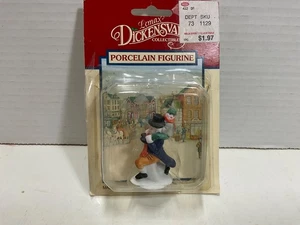 Lemax
DICKENSVALE
COLLECTIBLES
DEPT SKU
73 1129
$1.97
PORCELAIN FIGURINE